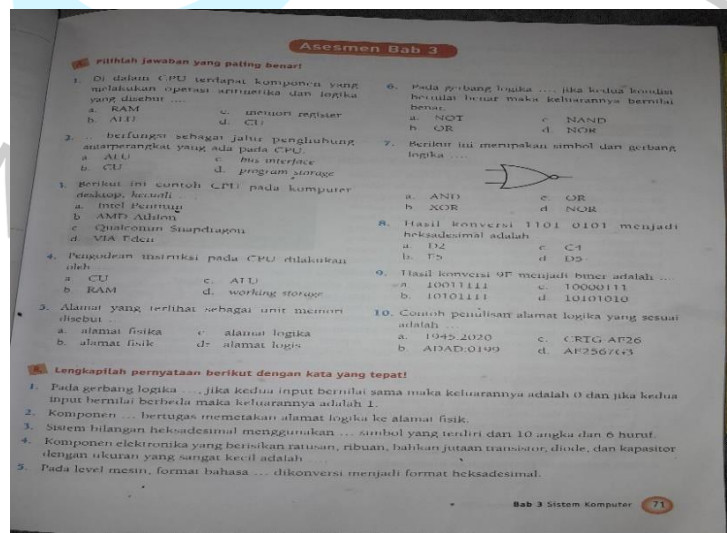 Asesmen Bab 3
A. Pilihlah jawaban yang paling benar!
1. Di dalam CPU terdapat komponen yang
melakukan operasi aritmetika dan logika
yang disebut ....
a. RAM c. memori register
b. ALU d. CU
2. ... berfungsi sebagai jalur penghubung
antarperangkat yang ada pada CPU.
a. ALU c. bus interface
b. CU d. program storage
3. Berikut ini contoh CPU pada komputer
desktop, kecuali ....
a. Intel Pentium
b. AMD Athlon
c. Qualcomm Snapdragon
d. VIA Eden
4. Pengodean instruksi pada CPU dilakukan
oleh ....
a. CU c. ALU
b. RAM d. working storage
5. Alamat yang terlihat sebagai unit memori
disebut ...
a. alamat fisika c. alamat logika
b. alamat fisik d. alamat logis
6. Pada gerbang logika .... jika kedua kondisi
bernilai benar maka keluarannya bernilai
benar.
a. NOT c. NAND
b. OR d. NOR
7. Berikut ini merupakan simbol dari gerbang
logika ....
a. AND c. OR
b. XOR d. NOR
8. Hasil konversi 1101 0101 menjadi
heksadesimal adalah
a. D2 c. C4
b. F5 d. D5
9. Hasil konversi 9F menjadi biner adalah ...
a. 10011111 c. 10000111
b. 10101111 d. 10101010
10. Contoh penulisan alamat logika yang sesuai
adalah ...
a. 1945:2020 c. CRTG:AF26
b. ADAD:0199 d. AF2567G3
B. Lengkapilah pernyataan berikut dengan kata yang tepat!
1. Pada gerbang logika ..., jika kedua input bernilai sama maka keluarannya adalah 0 dan jika kedua
input bernilai berbeda maka keluarannya adalah 1.
2. Komponen ... bertugas memetakan alamat logika ke alamat fisik.
3. Sistem bilangan heksadesimal menggunakan ... simbol yang terdiri dari 10 angka dan 6 huruf.
4. Komponen elektronika yang berisikan ratusan, ribuan, bahkan jutaan transistor, diode, dan kapasitor
dengan ukuran yang sangat kecil adalah ....
5. Pada level mesin, format bahasa ... dikonversi menjadi format heksadesimal.
Bab 3 Sistem Komputer 71